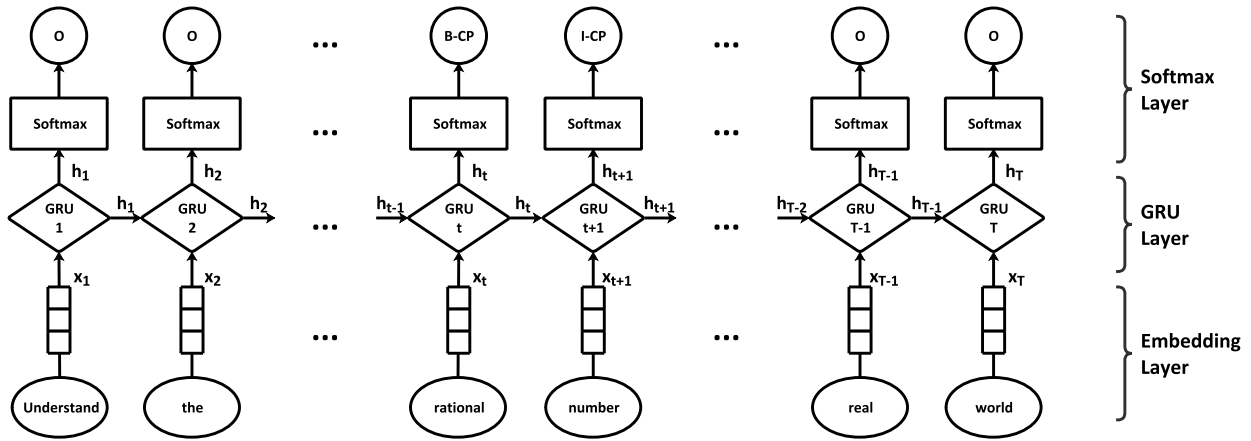 O O ... B-CP I-CP ... O O
Softmax Layer
Softmax Softmax ... Softmax Softmax ... Softmax Softmax
h1 h2 ht ht+1 hT-1 hT
GRU 1 h1 GRU 2 h2 ... ht-1 GRU t ht GRU t+1 ht+1 ... hT-2 GRU T-1 hT-1 GRU T
GRU Layer
x1 x2 xt xt+1 xT-1 xT
...
...
Embedding Layer
Understand the rational number real world